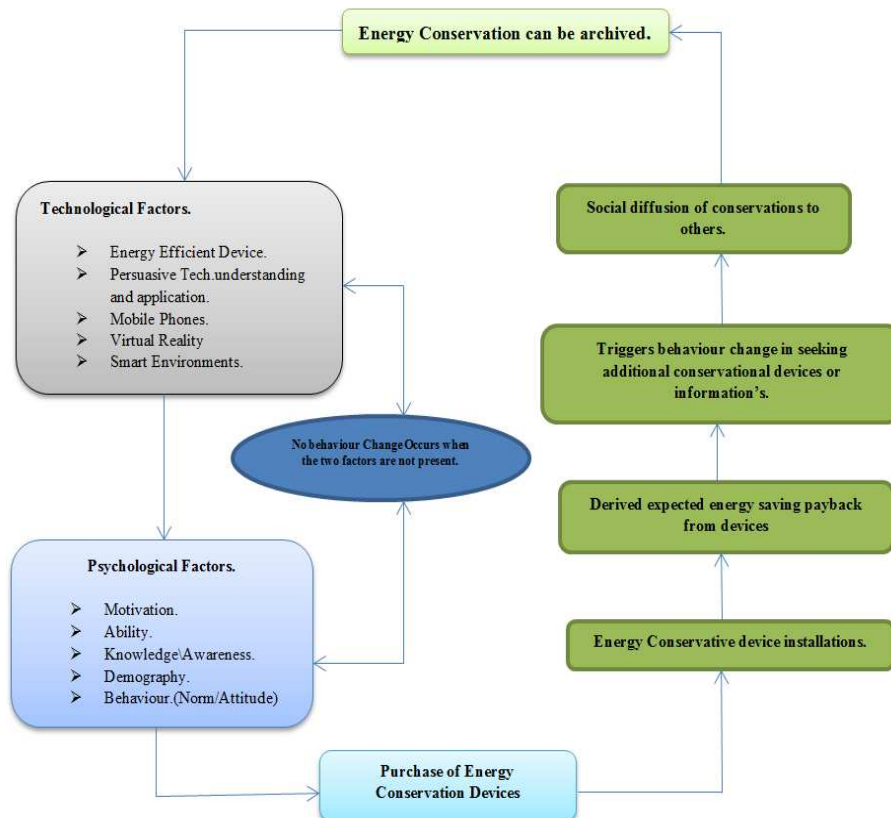 Energy Conservation can be archived.
Technological Factors.
➢ Energy Efficient Device.
➢ Persuasive Tech.understanding
and application.
➢ Mobile Phones.
➢ Virtual Reality
➢ Smart Environments.
Social diffusion of conservations to
others.
Triggers behaviour change in seeking
additional conservational devices or
information’s.
No behaviour Change Occurs when
the two factors are not present.
Derived expected energy saving payback
from devices
Psychological Factors.
➢ Motivation.
➢ Ability.
➢ Knowledge\Awareness.
➢ Demography.
➢ Behaviour.(Norm/Attitude)
Energy Conservative device installations.
Purchase of Energy
Conservation Devices